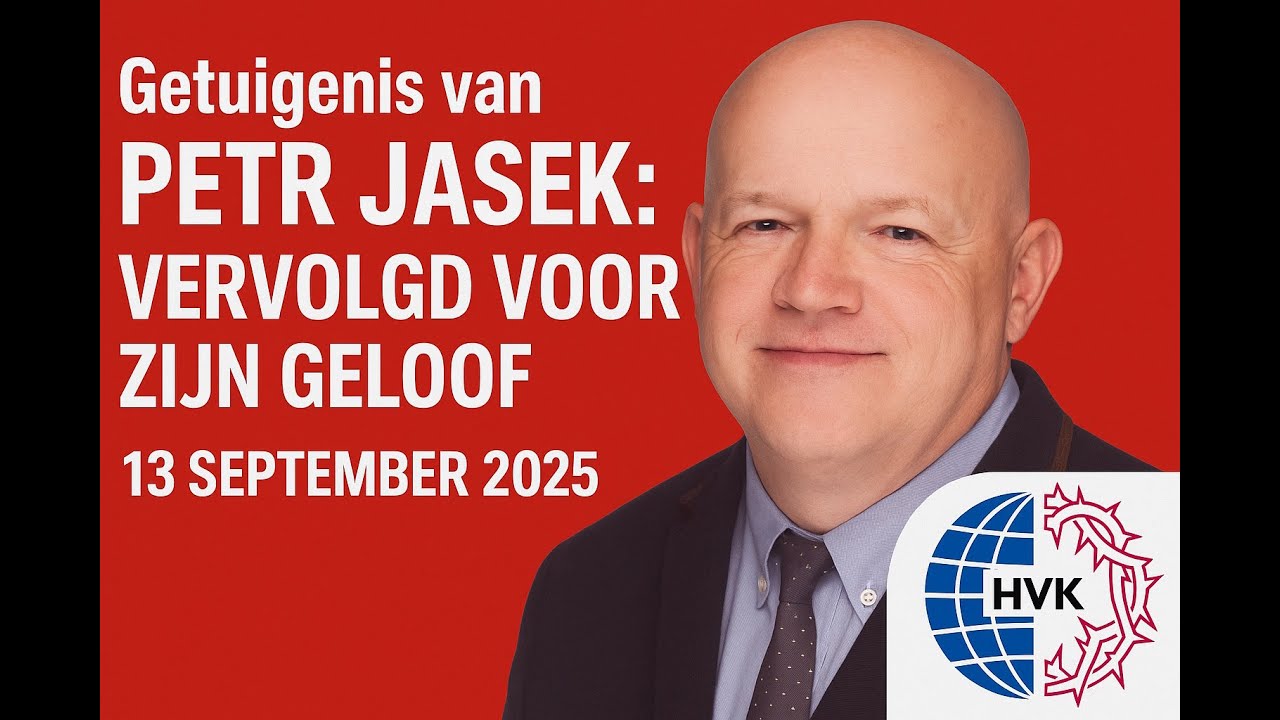 Getuigenis van
PETR JASEK:
VERVOLGD VOOR
ZIJN GELOOF
13 SEPTEMBER 2025
HVK